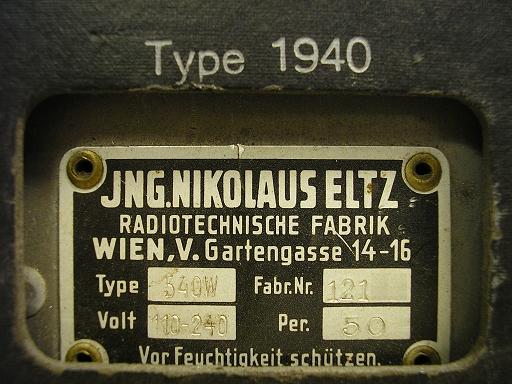 Type 1940
JNG.NIKOLAUS ELTZ
RADIOTECHNISCHE FABRIK
WIEN,V. Gartengasse 14-16
Type 540W Fabr.Nr. 121
Volt 110-240 Per. 50
Vor Feuchtigkeit schützen.